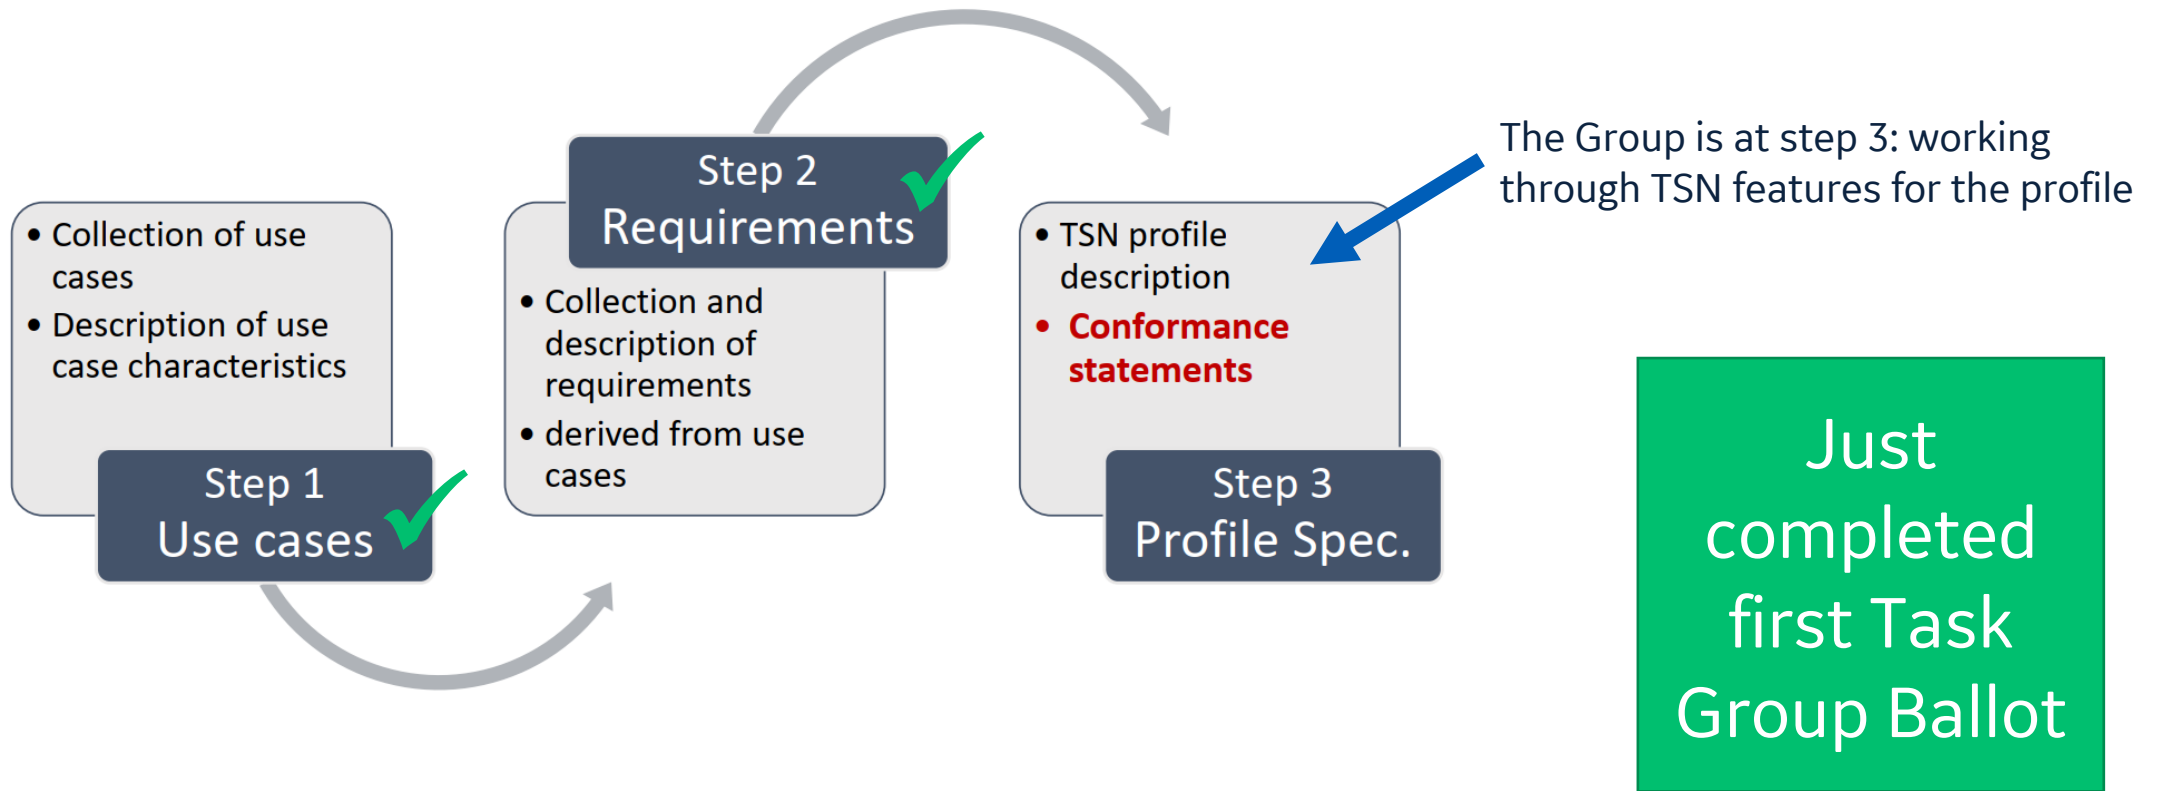 • Collection of use
cases
• Description of use
case characteristics
Step 1
Use cases
Step 2
Requirements
• Collection and
description of
requirements
• derived from use
cases
• TSN profile
description
• Conformance
statements
Step 3
Profile Spec.
The Group is at step 3: working
through TSN features for the profile
Just
completed
first Task
Group Ballot